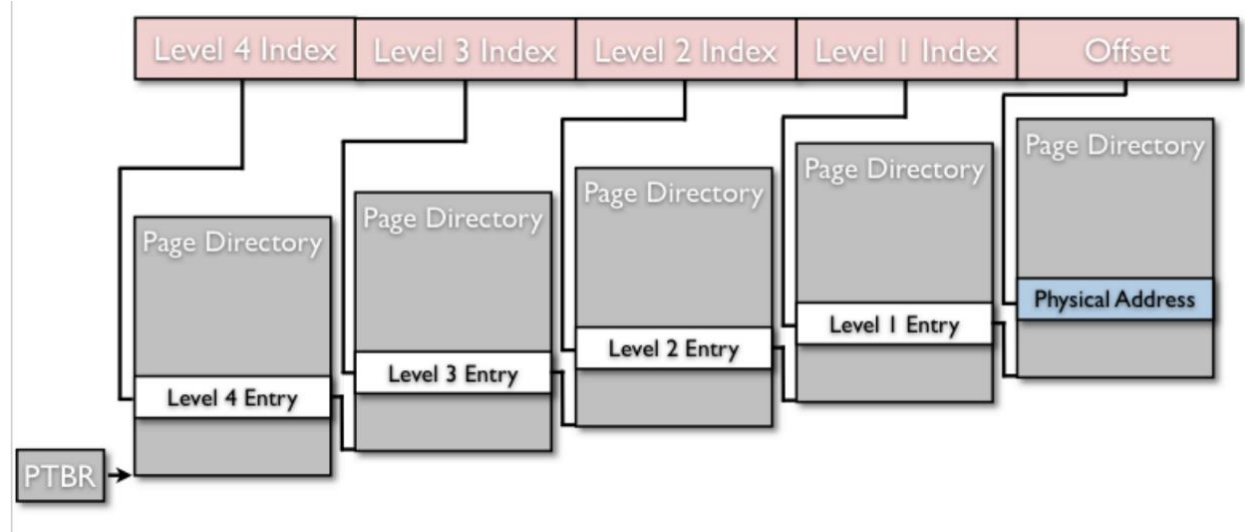 Level 4 Index
Level 3 Index
Level 2 Index
Level 1 Index
Offset
Page Directory
Level 4 Entry
Page Directory
Level 3 Entry
Page Directory
Level 2 Entry
Page Directory
Level 1 Entry
Page Directory
Physical Address
PTBR